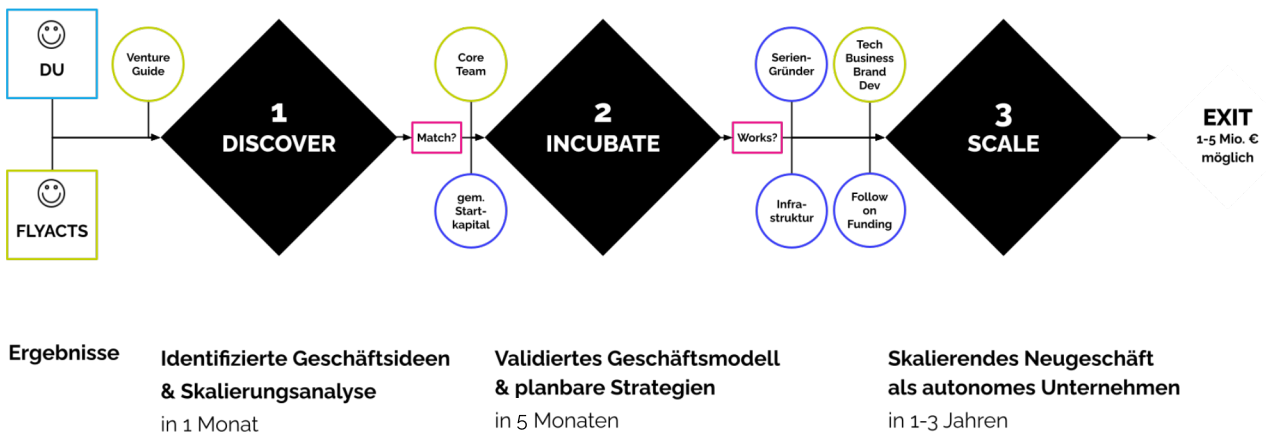 DU
FLYACTS
Venture
Guide
1
DISCOVER
Match?
Core
Team
gem.
Start-
kapital
2
INCUBATE
Works?
Serien-
Gründer
Infra-
struktur
Tech
Business
Brand
Dev
Follow
on
Funding
3
SCALE
EXIT
1-5 Mio. €
möglich
Ergebnisse
Identifizierte Geschäftsideen
& Skalierungsanalyse
in 1 Monat
Validiertes Geschäftsmodell
& planbare Strategien
in 5 Monaten
Skalierendes Neugeschäft
als autonomes Unternehmen
in 1-3 Jahren